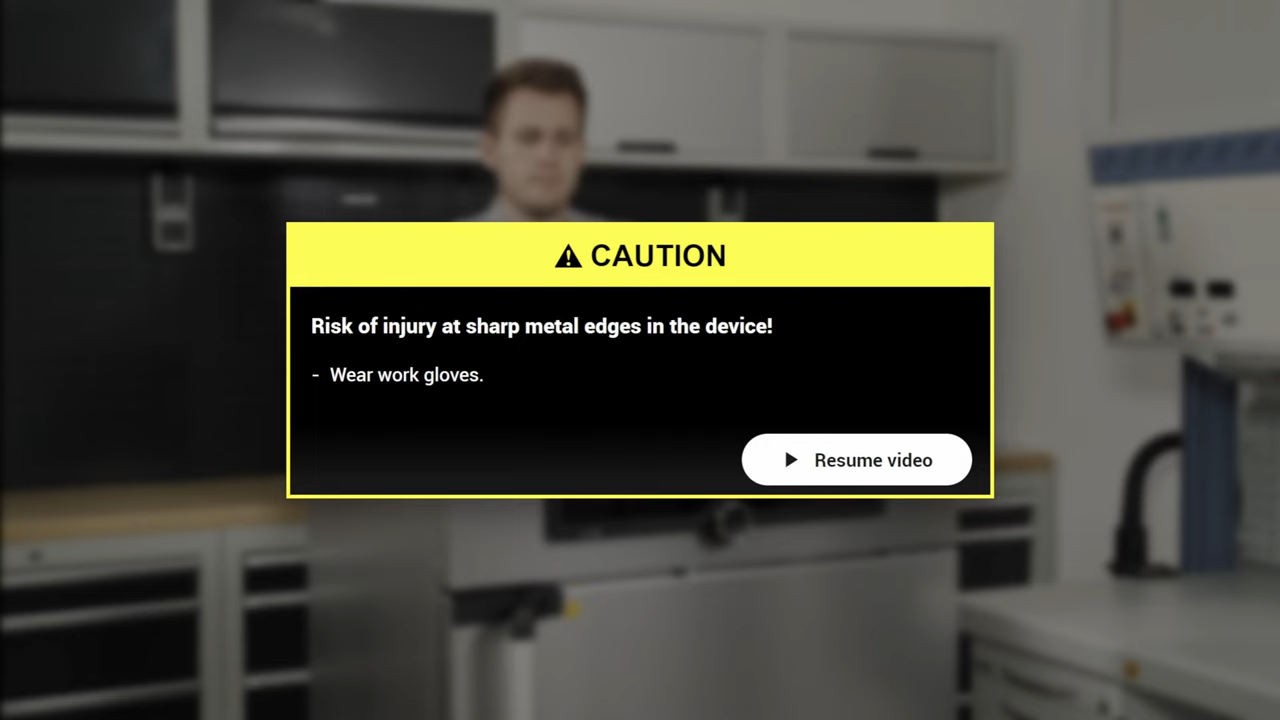 CAUTION
Risk of injury at sharp metal edges in the device!
- Wear work gloves.
Resume video